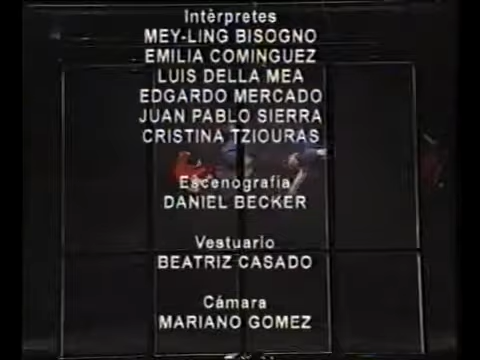 Intèrpretes
MEY-LING BISOGNO
EMILIA COMINGUEZ
LUIS DELLA MEA
EDGARDO MERCADO
JUAN PABLO SIERRA
CRISTINA TZIOURAS
Escenografia
DANIEL BECKER
Vestuario
BEATRIZ CASADO
Cámara
MARIANO GOMEZ